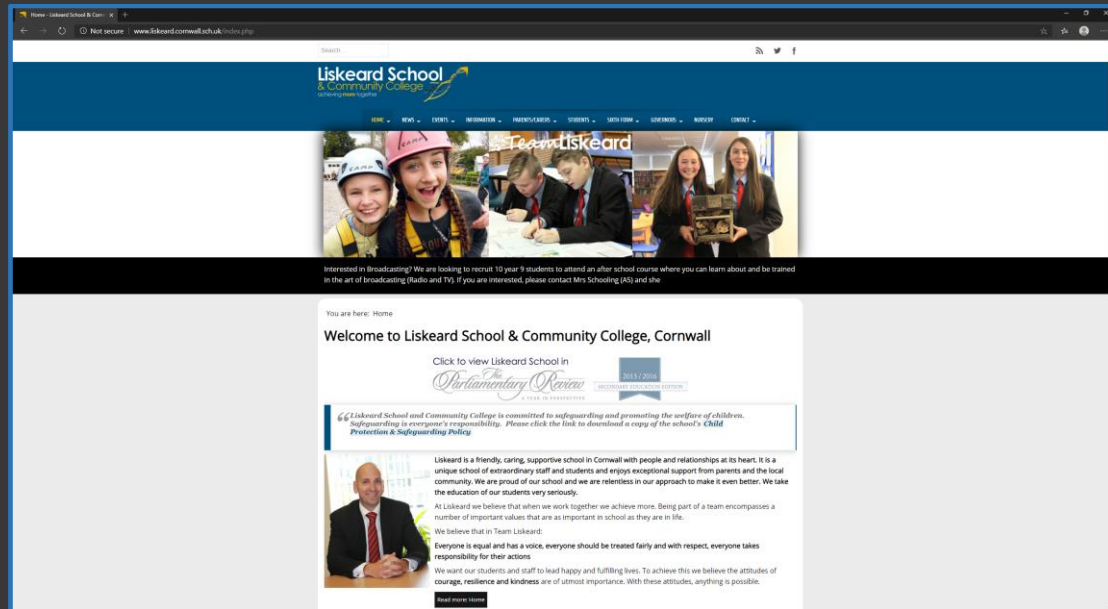 Home - Liskeard School & Com
Not secure | www.liskeard.cornwall.sch.uk/index.php
Search ...
Liskeard School
& Community College
achieving more together
HOME NEWS EVENTS INFORMATION PARENTS/CARERS STUDENTS SIXTH FORM GOVERNORS NURSERY CONTACT
CAMP
CAMP
TeamLiskeard
Interested in Broadcasting? We are looking to recruit 10 year 9 students to attend an after school course where you can learn about and be trained
in the art of broadcasting (Radio and TV). If you are interested, please contact Mrs Schooling (AS) and she
You are here: Home
Welcome to Liskeard School & Community College, Cornwall
Click to view Liskeard School in
The
Parliamentary Review
A YEAR IN PERSPECTIVE
2015 / 2016
SECONDARY EDUCATION EDITION
“Liskeard School and Community College is committed to safeguarding and promoting the welfare of children.
Safeguarding is everyone's responsibility. Please click the link to download a copy of the school's Child
Protection & Safeguarding Policy
Liskeard is a friendly, caring, supportive school in Cornwall with people and relationships at its heart. It is a
unique school of extraordinary staff and students and enjoys exceptional support from parents and the local
community. We are proud of our school and we are relentless in our approach to make it even better. We take
the education of our students very seriously.
At Liskeard we believe that when we work together we achieve more. Being part of a team encompasses a
number of important values that are as important in school as they are in life.
We believe that in Team Liskeard:
Everyone is equal and has a voice, everyone should be treated fairly and with respect, everyone takes
responsibility for their actions
We want our students and staff to lead happy and fulfilling lives. To achieve this we believe the attitudes of
courage, resilience and kindness are of utmost importance. With these attitudes, anything is possible.
Read more: Home